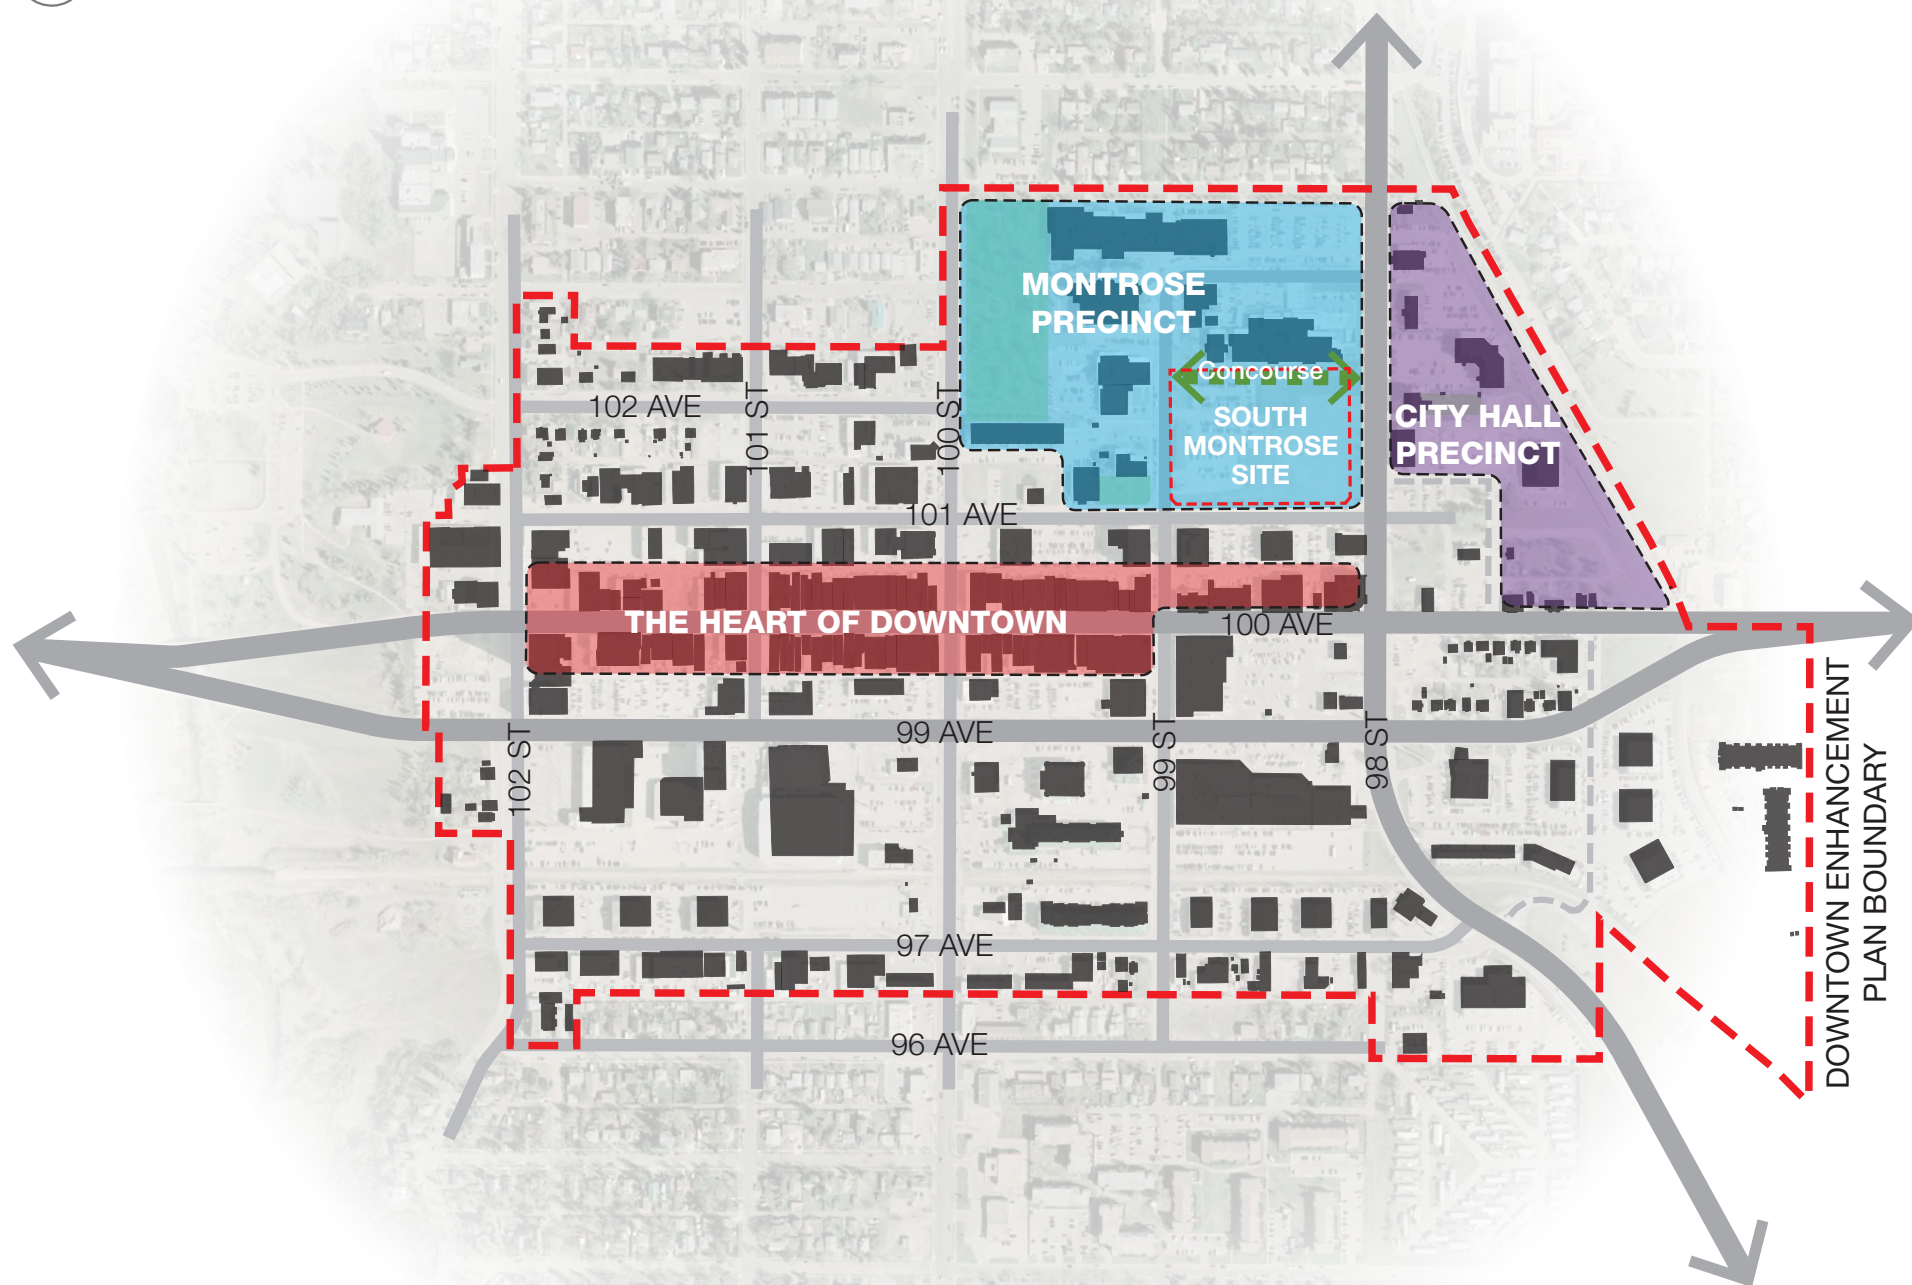 MONTROSE
PRECINCT
Concourse
SOUTH
MONTROSE
SITE
CITY HALL
PRECINCT
102 AVE
101 ST
100 ST
101 AVE
THE HEART OF DOWNTOWN
100 AVE
99 AVE
102 ST
99 ST
98 ST
97 AVE
96 AVE
DOWNTOWN ENHANCEMENT
PLAN BOUNDARY